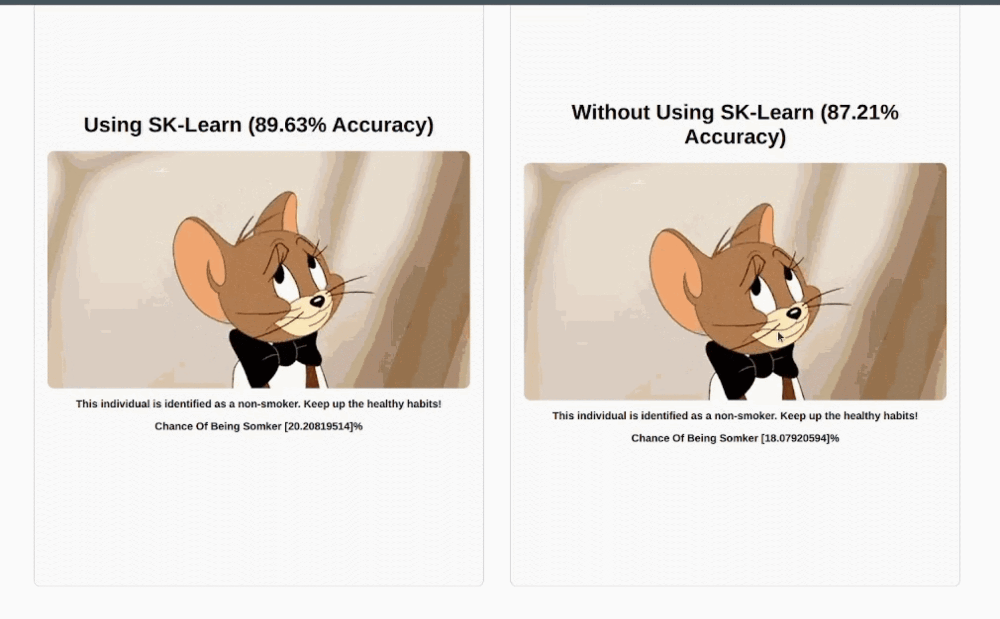 Using SK-Learn (89.63% Accuracy)
This individual is identified as a non-smoker. Keep up the healthy habits!
Chance Of Being Somker [20.20819514]%
Without Using SK-Learn (87.21%
Accuracy)
This individual is identified as a non-smoker. Keep up the healthy habits!
Chance Of Being Somker [18.07920594]%